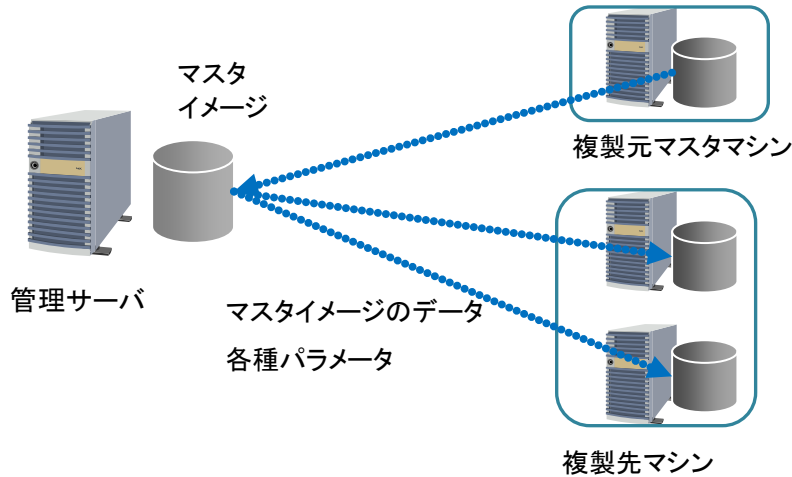 マスタ
イメージ
複製元マスタマシン
管理サーバ
マスタイメージのデータ
各種パラメータ
複製先マシン